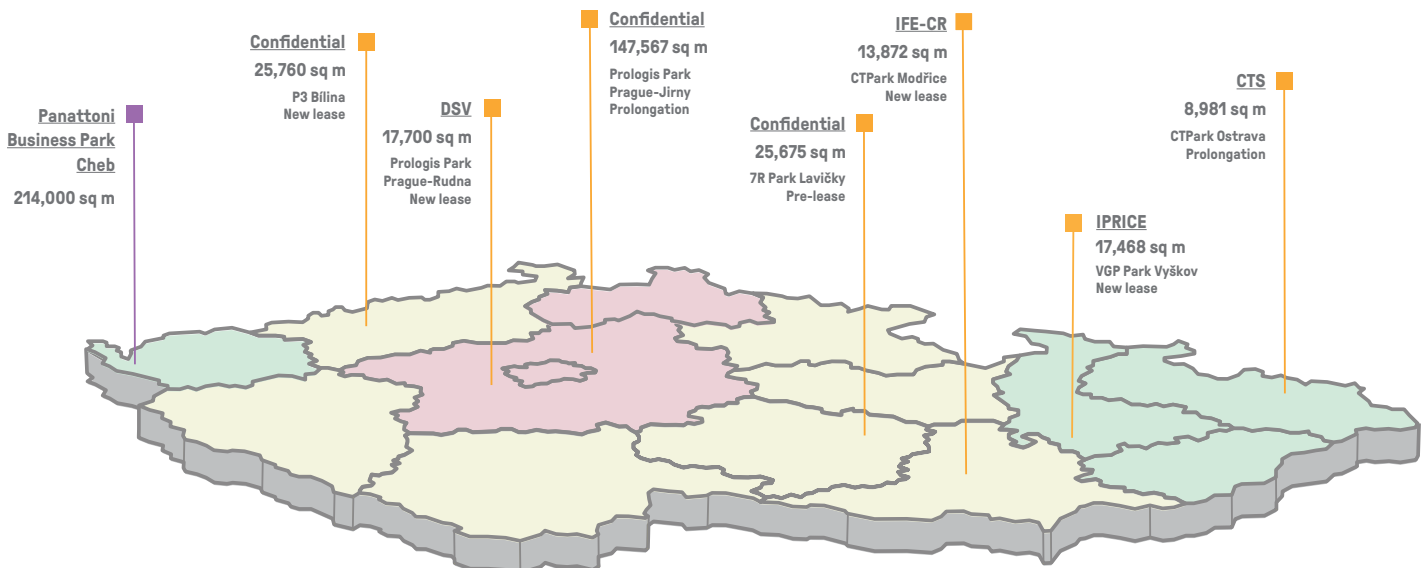 Panattoni
Business Park
Cheb
214,000 sq m
Confidential
25,760 sq m
P3 Bílina
New lease
DSV
17,700 sq m
Prologis Park
Prague-Rudna
New lease
Confidential
147,567 sq m
Prologis Park
Prague-Jirny
Prolongation
Confidential
25,675 sq m
7R Park Lavičky
Pre-lease
IFE-CR
13,872 sq m
CTPark Modřice
New lease
IPRICE
17,468 sq m
VGP Park Vyškov
New lease
CTS
8,981 sq m
CTPark Ostrava
Prolongation